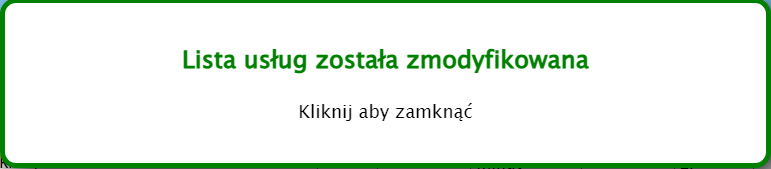 Lista usług została zmodyfikowana
Kliknij aby zamknąć